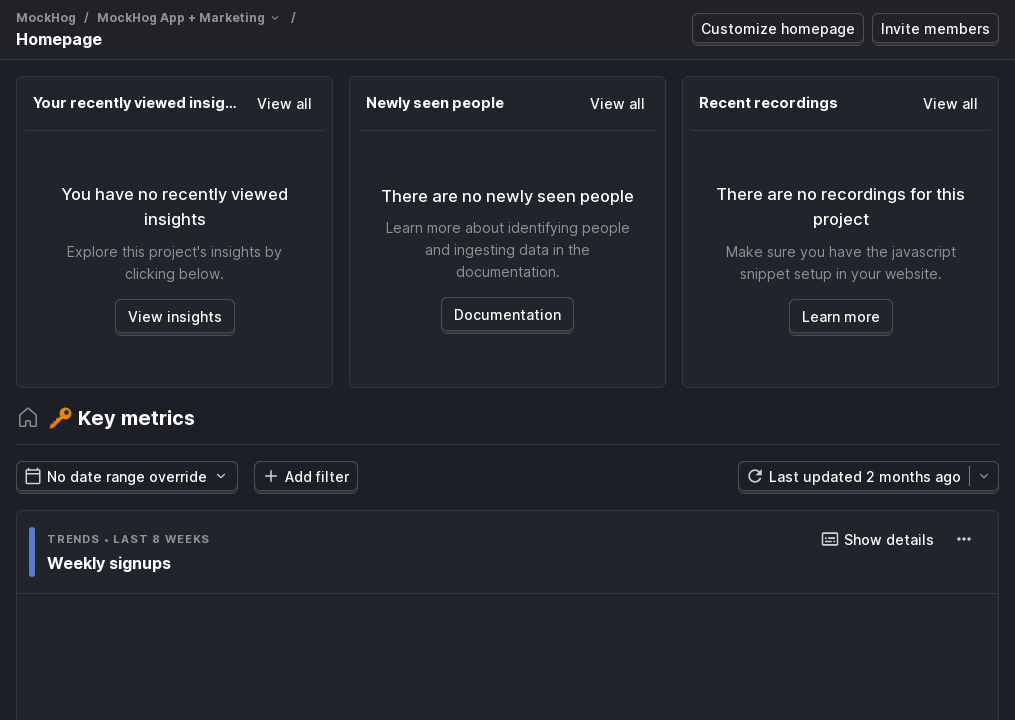 MockHog / MockHog App + Marketing /
Homepage
Customize homepage
Invite members
Your recently viewed insig...
View all
You have no recently viewed
insights
Explore this project's insights by
clicking below.
View insights
Newly seen people
View all
There are no newly seen people
Learn more about identifying people
and ingesting data in the
documentation.
Documentation
Recent recordings
View all
There are no recordings for this
project
Make sure you have the javascript
snippet setup in your website.
Learn more
🔑 Key metrics
No date range override
Add filter
Last updated 2 months ago
TRENDS • LAST 8 WEEKS
Show details
Weekly signups